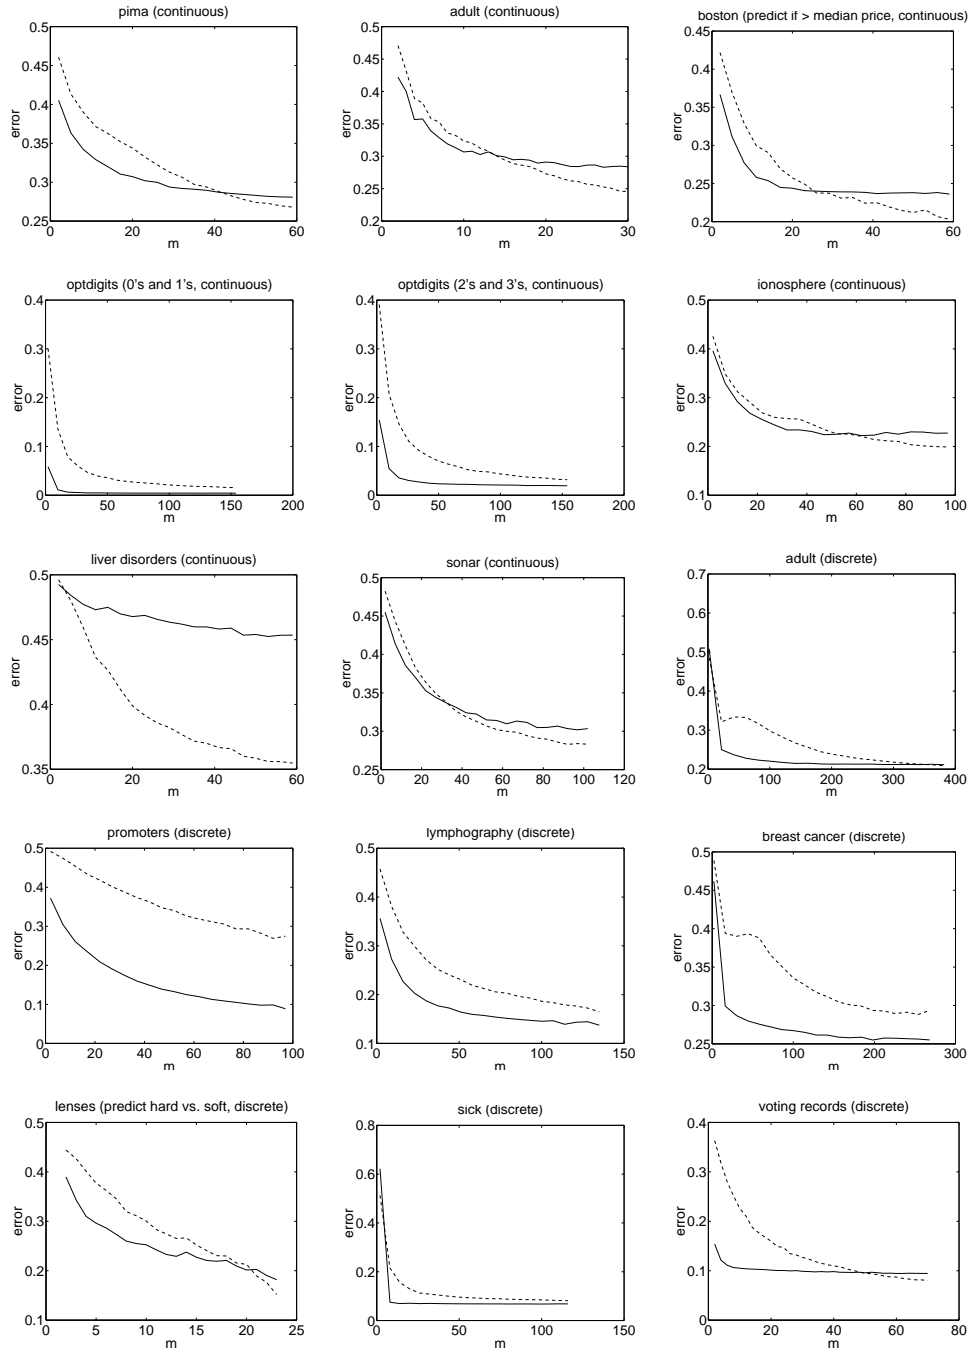 pima (continuous)
0.5
0.45
0.4
0.35
0.3
0.25
error
0 20 40 60
m
adult (continuous)
0.5
0.4
0.3
0.2
error
0 10 20 30
m
boston (predict if > median price, continuous)
0.45
0.4
0.35
0.3
0.25
0.2
error
0 20 40 60
m
optdigits (0's and 1's, continuous)
0.4
0.3
0.2
0.1
0
error
0 50 100 150 200
m
optdigits (2's and 3's, continuous)
0.4
0.3
0.2
0.1
0
error
0 50 100 150 200
m
ionosphere (continuous)
0.5
0.4
0.3
0.2
0.1
error
0 20 40 60 80 100
m
liver disorders (continuous)
0.5
0.45
0.4
0.35
error
0 20 40 60
m
sonar (continuous)
0.5
0.45
0.4
0.35
0.3
0.25
error
0 20 40 60 80 100 120
m
adult (discrete)
0.7
0.6
0.5
0.4
0.3
0.2
error
0 100 200 300 400
m
promoters (discrete)
0.5
0.4
0.3
0.2
0.1
0
error
0 20 40 60 80 100
m
lymphography (discrete)
0.5
0.4
0.3
0.2
0.1
error
0 50 100 150
m
breast cancer (discrete)
0.5
0.45
0.4
0.35
0.3
0.25
error
0 100 200 300
m
lenses (predict hard vs. soft, discrete)
0.5
0.4
0.3
0.2
0.1
error
0 5 10 15 20 25
m
sick (discrete)
0.8
0.6
0.4
0.2
0
error
0 50 100 150
m
voting records (discrete)
0.4
0.3
0.2
0.1
0
error
0 20 40 60 80
m